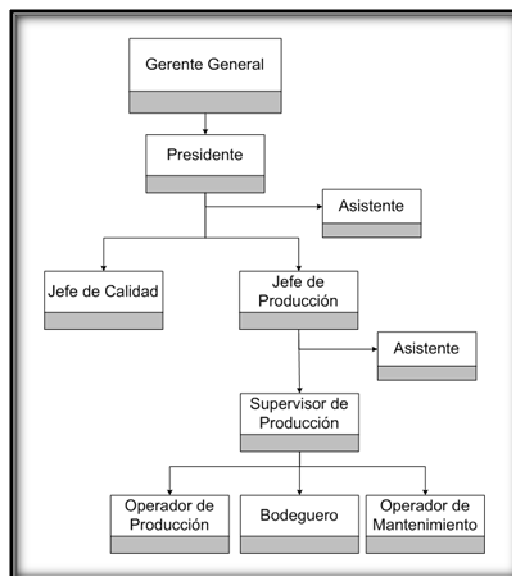 Gerente General
Presidente
Asistente
Jefe de Calidad
Jefe de
Producción
Asistente
Supervisor de
Producción
Operador de
Producción
Bodeguero
Operador de
Mantenimiento